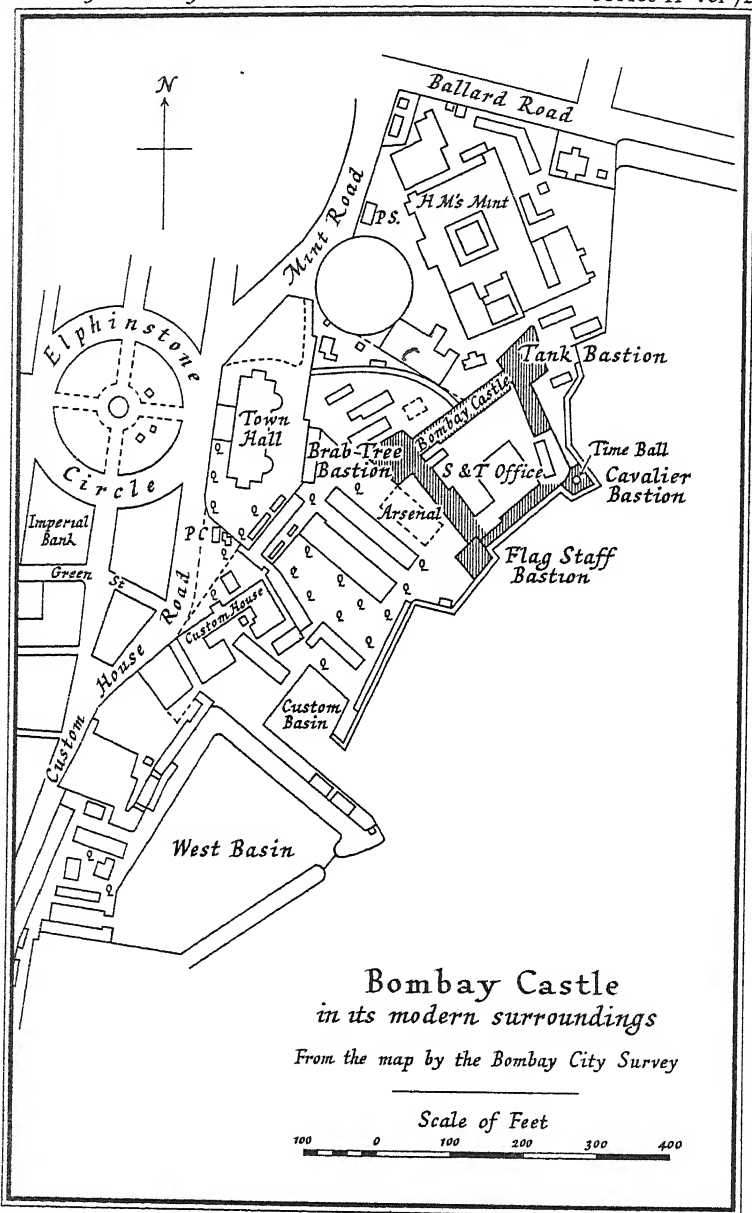 N
Ballard Road
Mint Road
P.S.
H.M's Mint
Elphinstone
Circle
Tank Bastion
Bombay Castle
Town
Hall
Brab-Tree
Bastion
S & T Office
Time Ball
Cavalier
Bastion
Arsenal
Imperial
Bank
P C
Flag Staff
Bastion
Green St
Custom House Road
Custom House
Custom
Basin
West Basin
Bombay Castle
in its modern surroundings
From the map by the Bombay City Survey
Scale of Feet
100 0 100 200 300 400